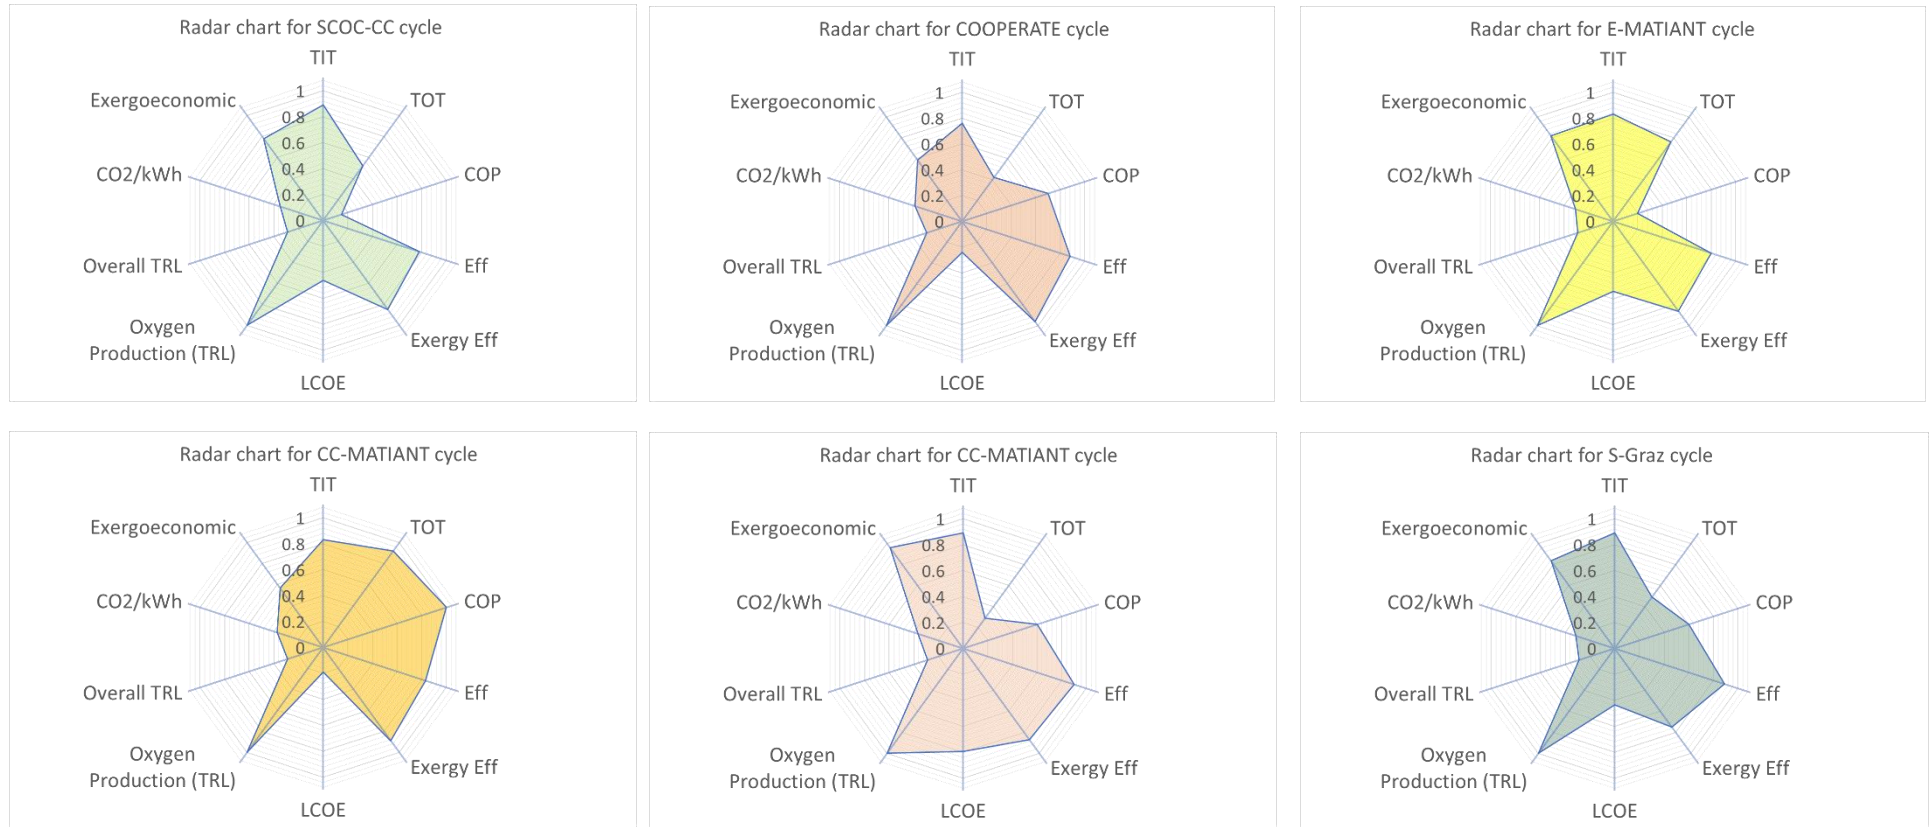 Radar chart for SCOC-CC cycle
TIT
Exergoeconomic
1
TOT
0.8
0.6
CO2/kWh
0.4
COP
0.2
0
Overall TRL
Eff
Oxygen
Production (TRL)
Exergy Eff
LCOE
Radar chart for COOPERATE cycle
TIT
Exergoeconomic
1
TOT
0.8
0.6
CO2/kWh
0.4
COP
0.2
0
Overall TRL
Eff
Oxygen
Production (TRL)
Exergy Eff
LCOE
Radar chart for E-MATIANT cycle
TIT
Exergoeconomic
1
TOT
0.8
0.6
CO2/kWh
0.4
COP
0.2
0
Overall TRL
Eff
Oxygen
Production (TRL)
Exergy Eff
LCOE
Radar chart for CC-MATIANT cycle
TIT
Exergoeconomic
1
TOT
0.8
0.6
CO2/kWh
0.4
COP
0.2
0
Overall TRL
Eff
Oxygen
Production (TRL)
Exergy Eff
LCOE
Radar chart for CC-MATIANT cycle
TIT
Exergoeconomic
1
TOT
0.8
0.6
CO2/kWh
0.4
COP
0.2
0
Overall TRL
Eff
Oxygen
Production (TRL)
Exergy Eff
LCOE
Radar chart for S-Graz cycle
TIT
Exergoeconomic
1
TOT
0.8
0.6
CO2/kWh
0.4
COP
0.2
0
Overall TRL
Eff
Oxygen
Production (TRL)
Exergy Eff
LCOE